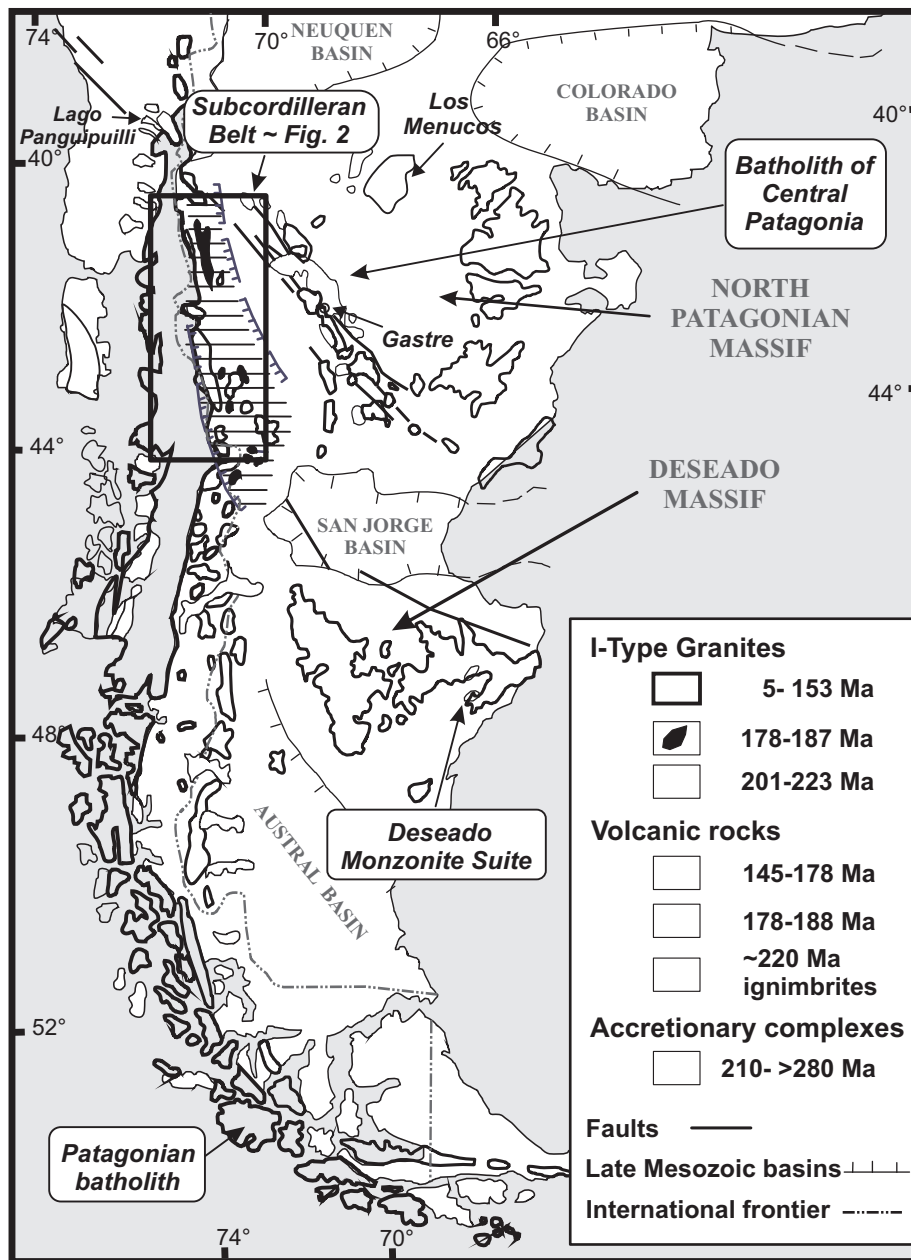 74°
70°
66°
NEUQUEN
BASIN
COLORADO
BASIN
40°
Lago
Panguipuilli
Subcordilleran
Belt ~ Fig. 2
Los
Menucos
40°
Batholith of
Central
Patagonia
NORTH
PATAGONIAN
MASSIF
Gastre
44°
44°
DESEADO
MASSIF
SAN JORGE
BASIN
48°
AUSTRAL BASIN
Deseado
Monzonite Suite
52°
Patagonian
batholith
74°
70°
I-Type Granites
5- 153 Ma
178-187 Ma
201-223 Ma
Volcanic rocks
145-178 Ma
178-188 Ma
~220 Ma
ignimbrites
Accretionary complexes
210- >280 Ma
Faults
Late Mesozoic basins
International frontier